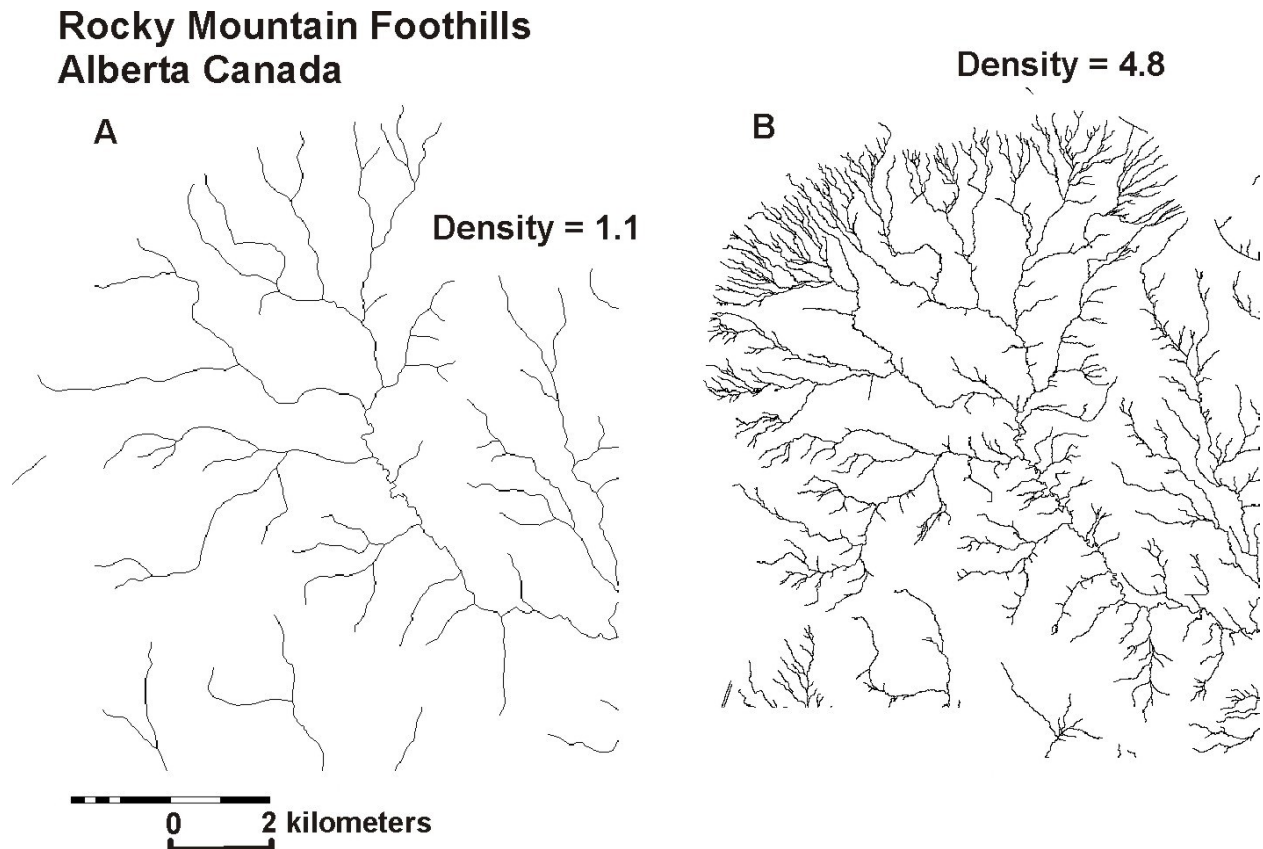 Rocky Mountain Foothills
Alberta Canada
Density = 4.8
A
B
Density = 1.1
0 2 kilometers